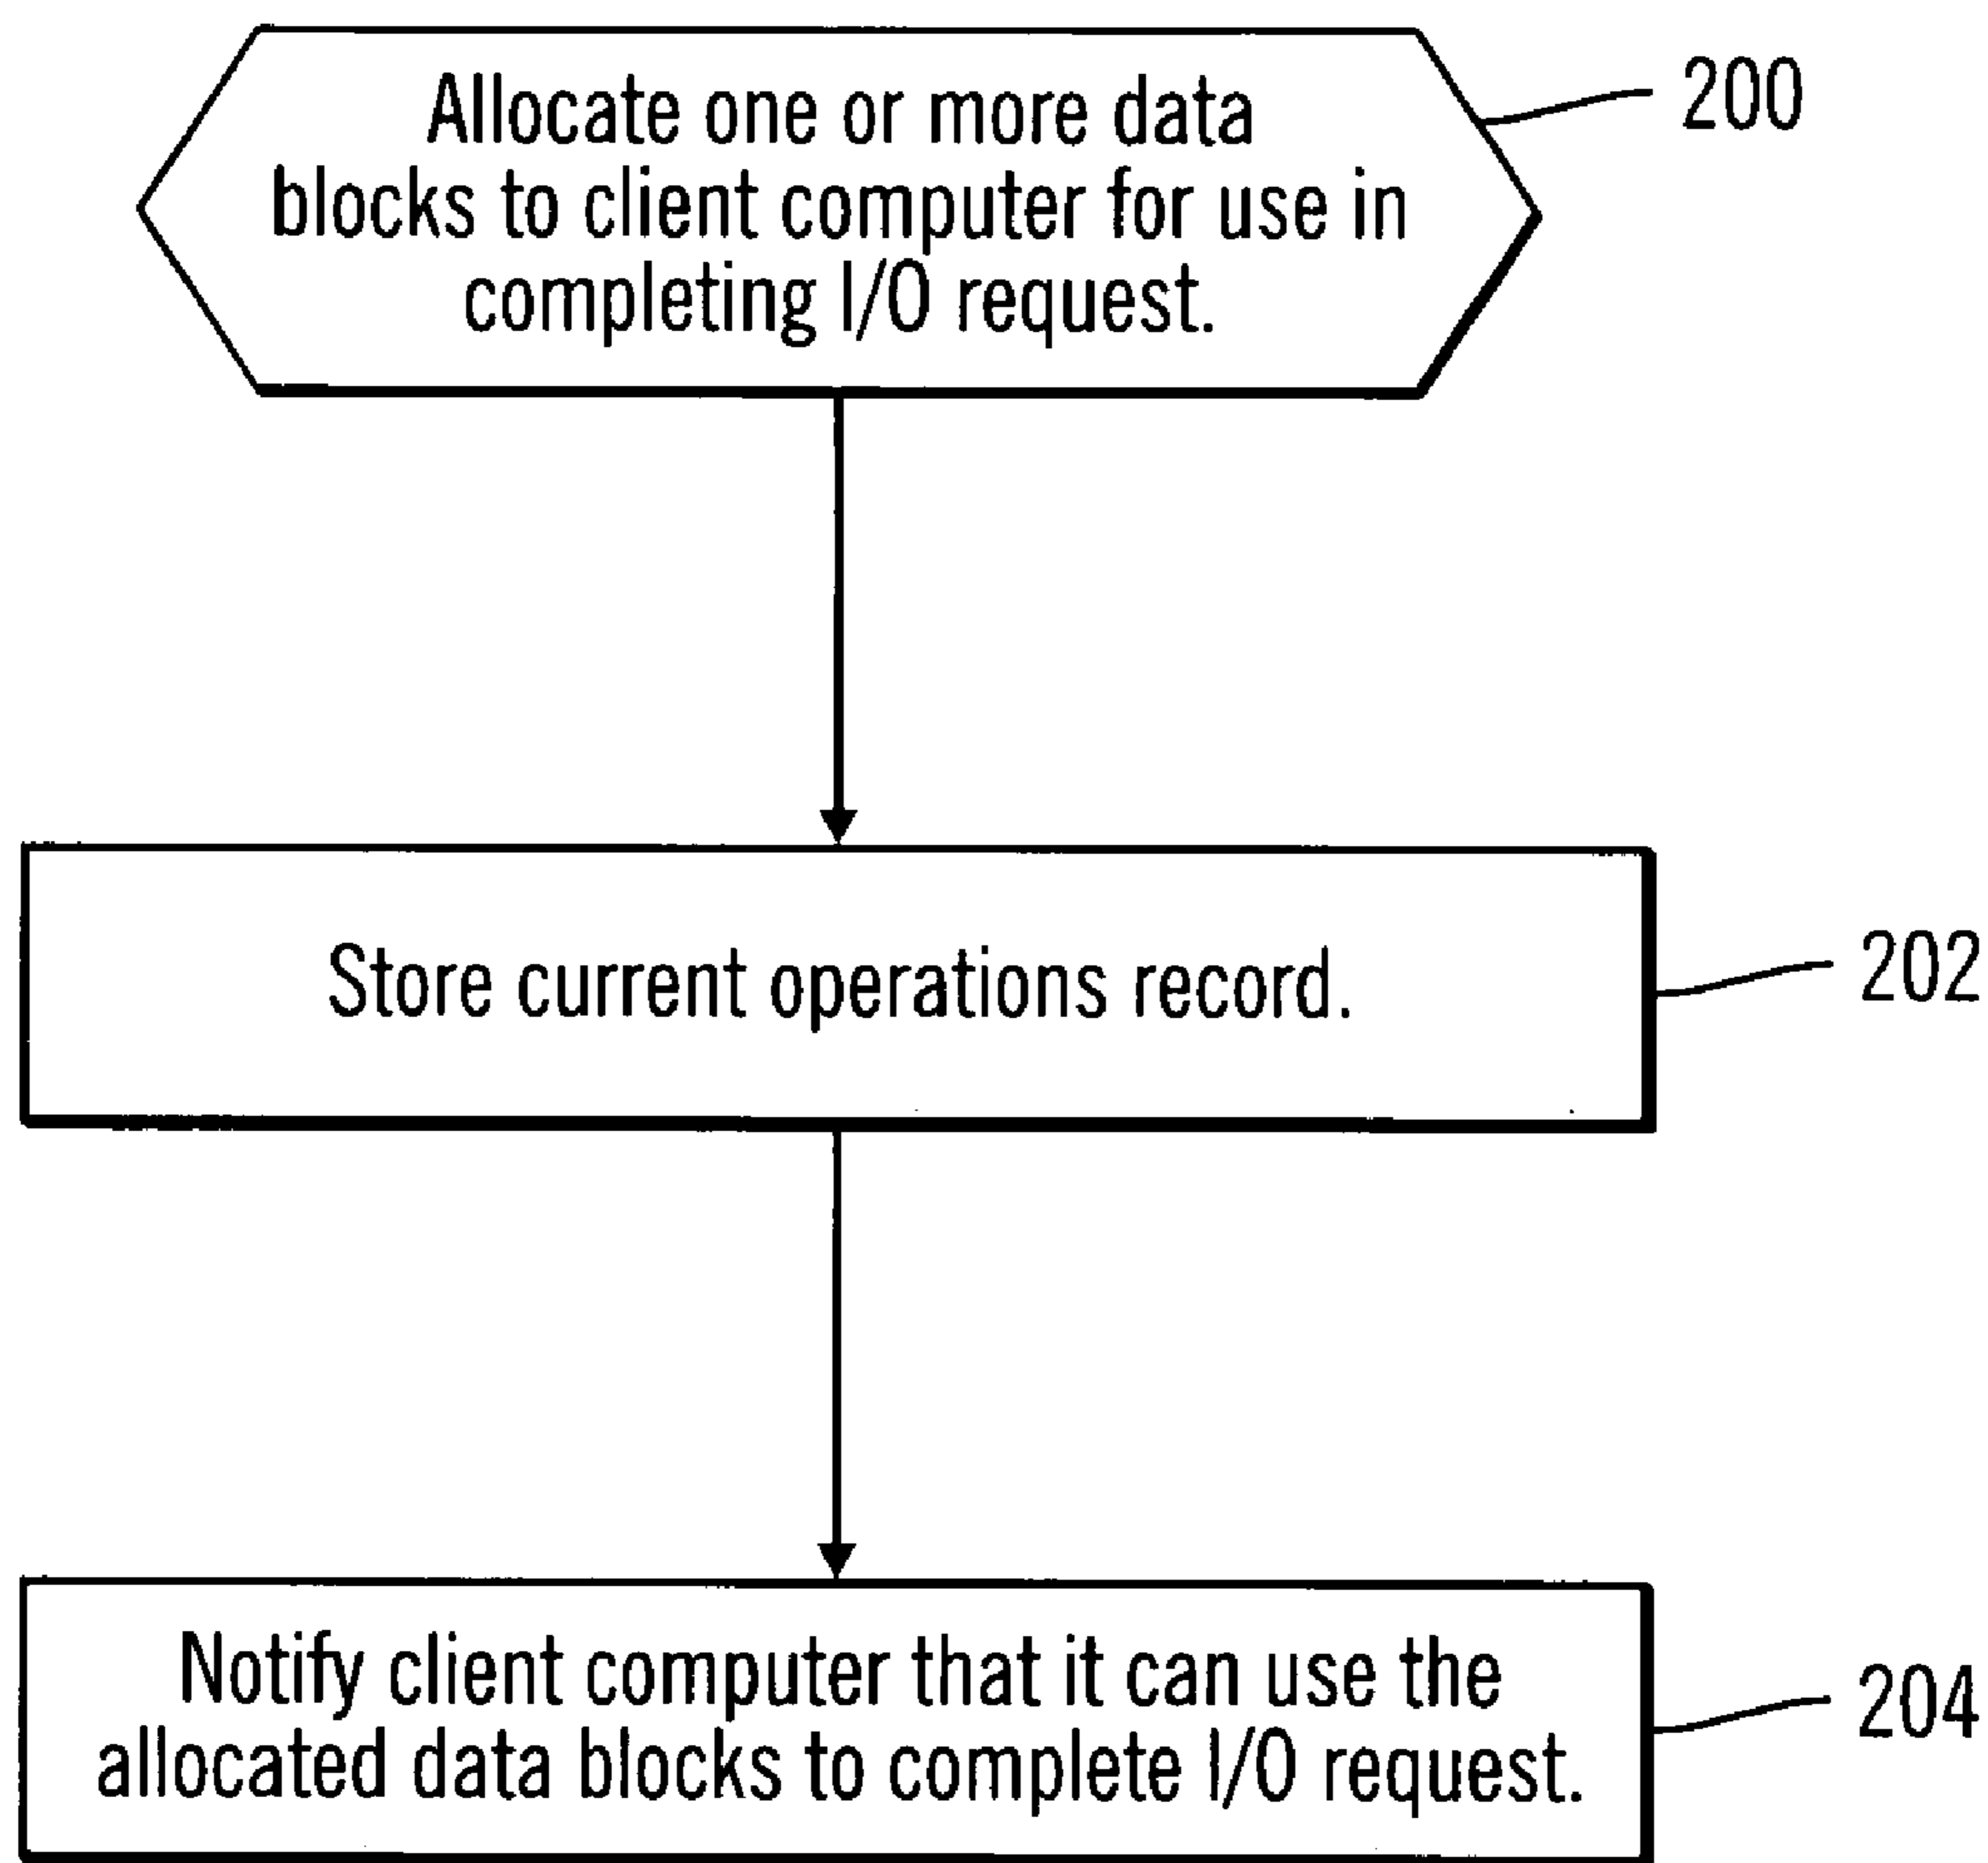 Allocate one or more data
blocks to client computer for use in
completing I/O request.
200
Store current operations record.
202
Notify client computer that it can use the
allocated data blocks to complete I/O request.
204